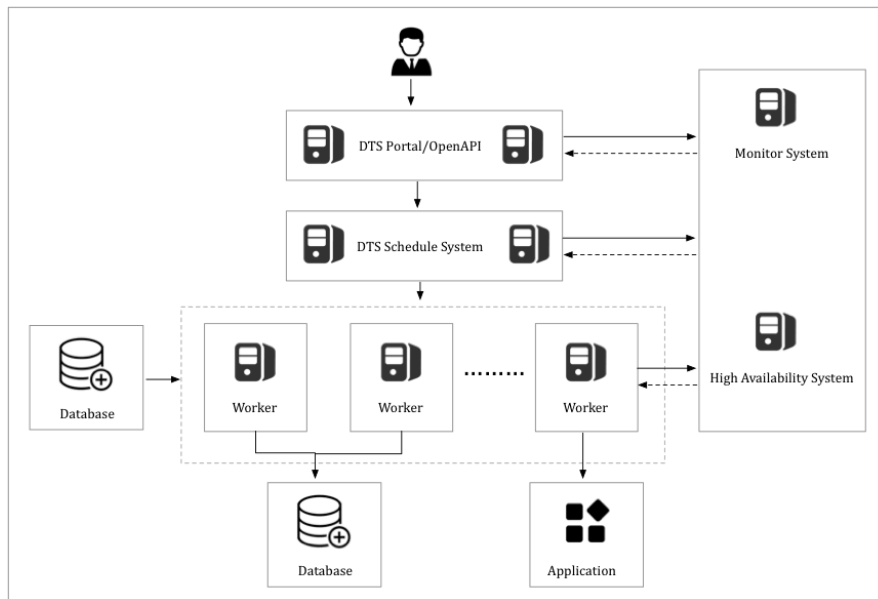 DTS Portal/OpenAPI
Monitor System
DTS Schedule System
Database
Worker
Worker
.........
Worker
High Availability System
Database
Application